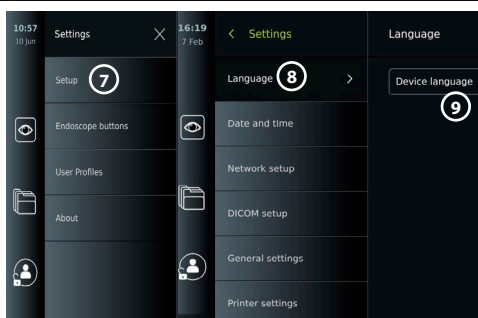 10:57
10 Jun
Settings
Setup
7
Endoscope buttons
User Profiles
About
16:19
7 Feb
< Settings
Language
8
>
Date and time
Network setup
DICOM setup
General settings
Printer settings
Language
Device language
9